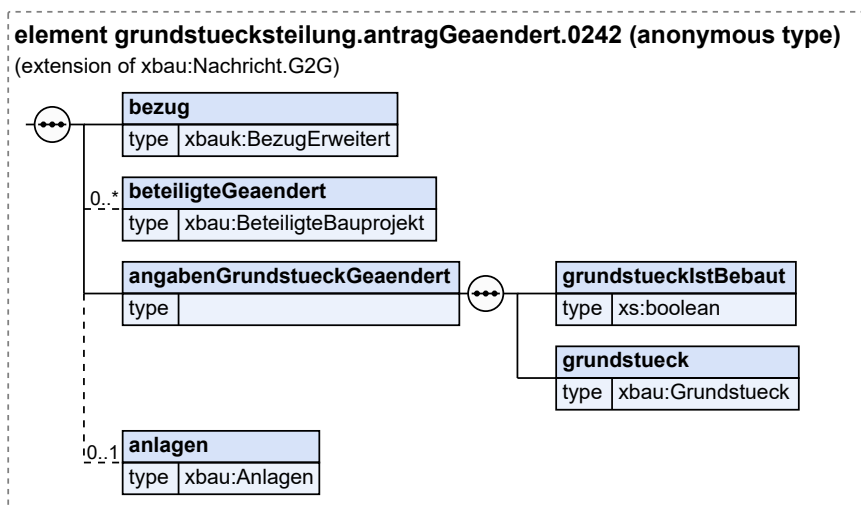 element grundstuecksteilung.antragGeaendert.0242 (anonymous type)
(extension of xbau:Nachricht.G2G)
bezug
type xbauk:BezugErweitert
0..* beteiligteGeaendert
type xbau:BeteiligteBauprojekt
angabenGrundstueckGeaendert
type
grundstueckIstBebaut
type xs:boolean
grundstueck
type xbau:Grundstueck
0..1 anlagen
type xbau:Anlagen